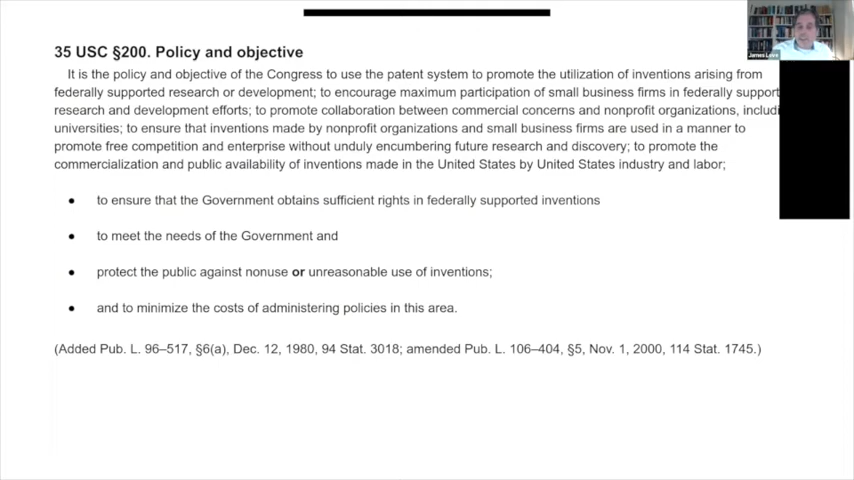 35 USC §200. Policy and objective
It is the policy and objective of the Congress to use the patent system to promote the utilization of inventions arising from
federally supported research or development; to encourage maximum participation of small business firms in federally support
research and development efforts; to promote collaboration between commercial concerns and nonprofit organizations, includi
universities; to ensure that inventions made by nonprofit organizations and small business firms are used in a manner to
promote free competition and enterprise without unduly encumbering future research and discovery; to promote the
commercialization and public availability of inventions made in the United States by United States industry and labor;
● to ensure that the Government obtains sufficient rights in federally supported inventions
● to meet the needs of the Government and
● protect the public against nonuse or unreasonable use of inventions;
● and to minimize the costs of administering policies in this area.
(Added Pub. L. 96–517, §6(a), Dec. 12, 1980, 94 Stat. 3018; amended Pub. L. 106–404, §5, Nov. 1, 2000, 114 Stat. 1745.)
James Love